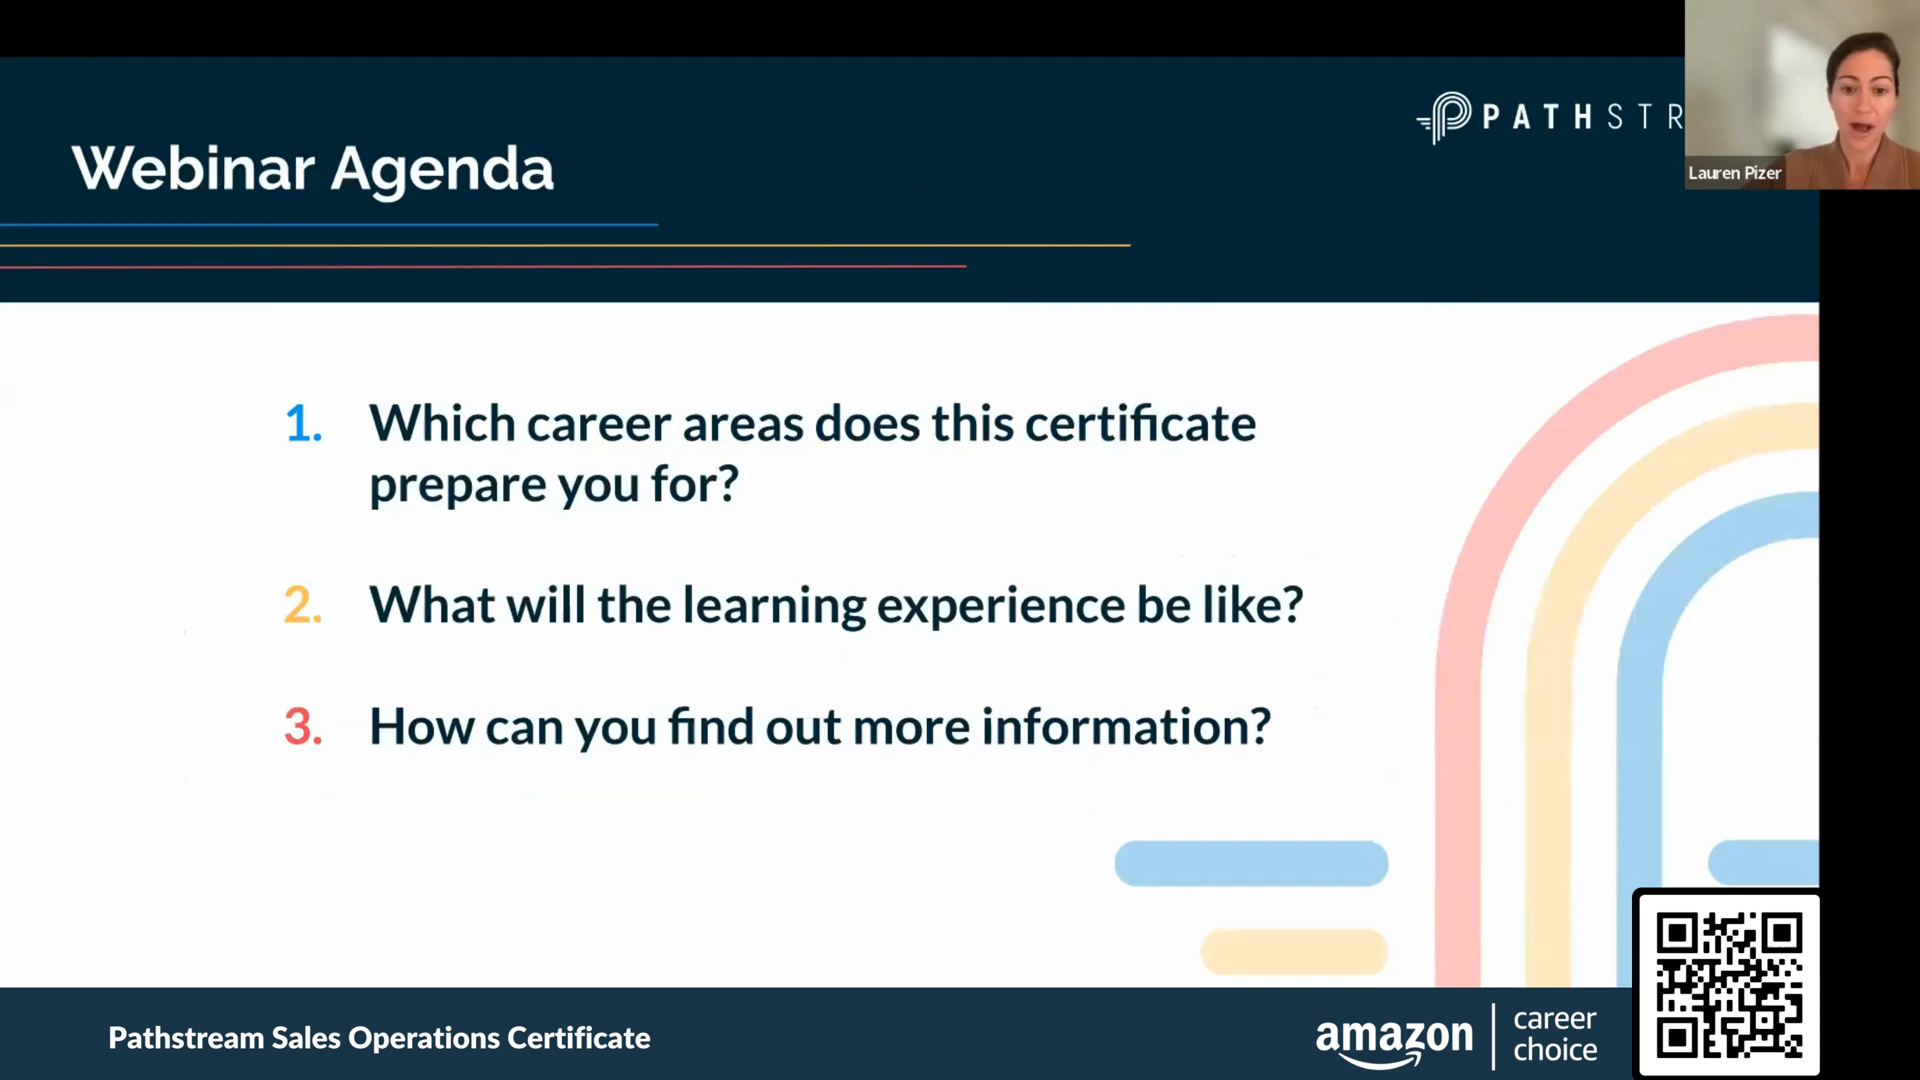 Webinar Agenda
PATHSTR
Lauren Pizer
1. Which career areas does this certificate
prepare you for?
2. What will the learning experience be like?
3. How can you find out more information?
Pathstream Sales Operations Certificate
amazon
career
choice